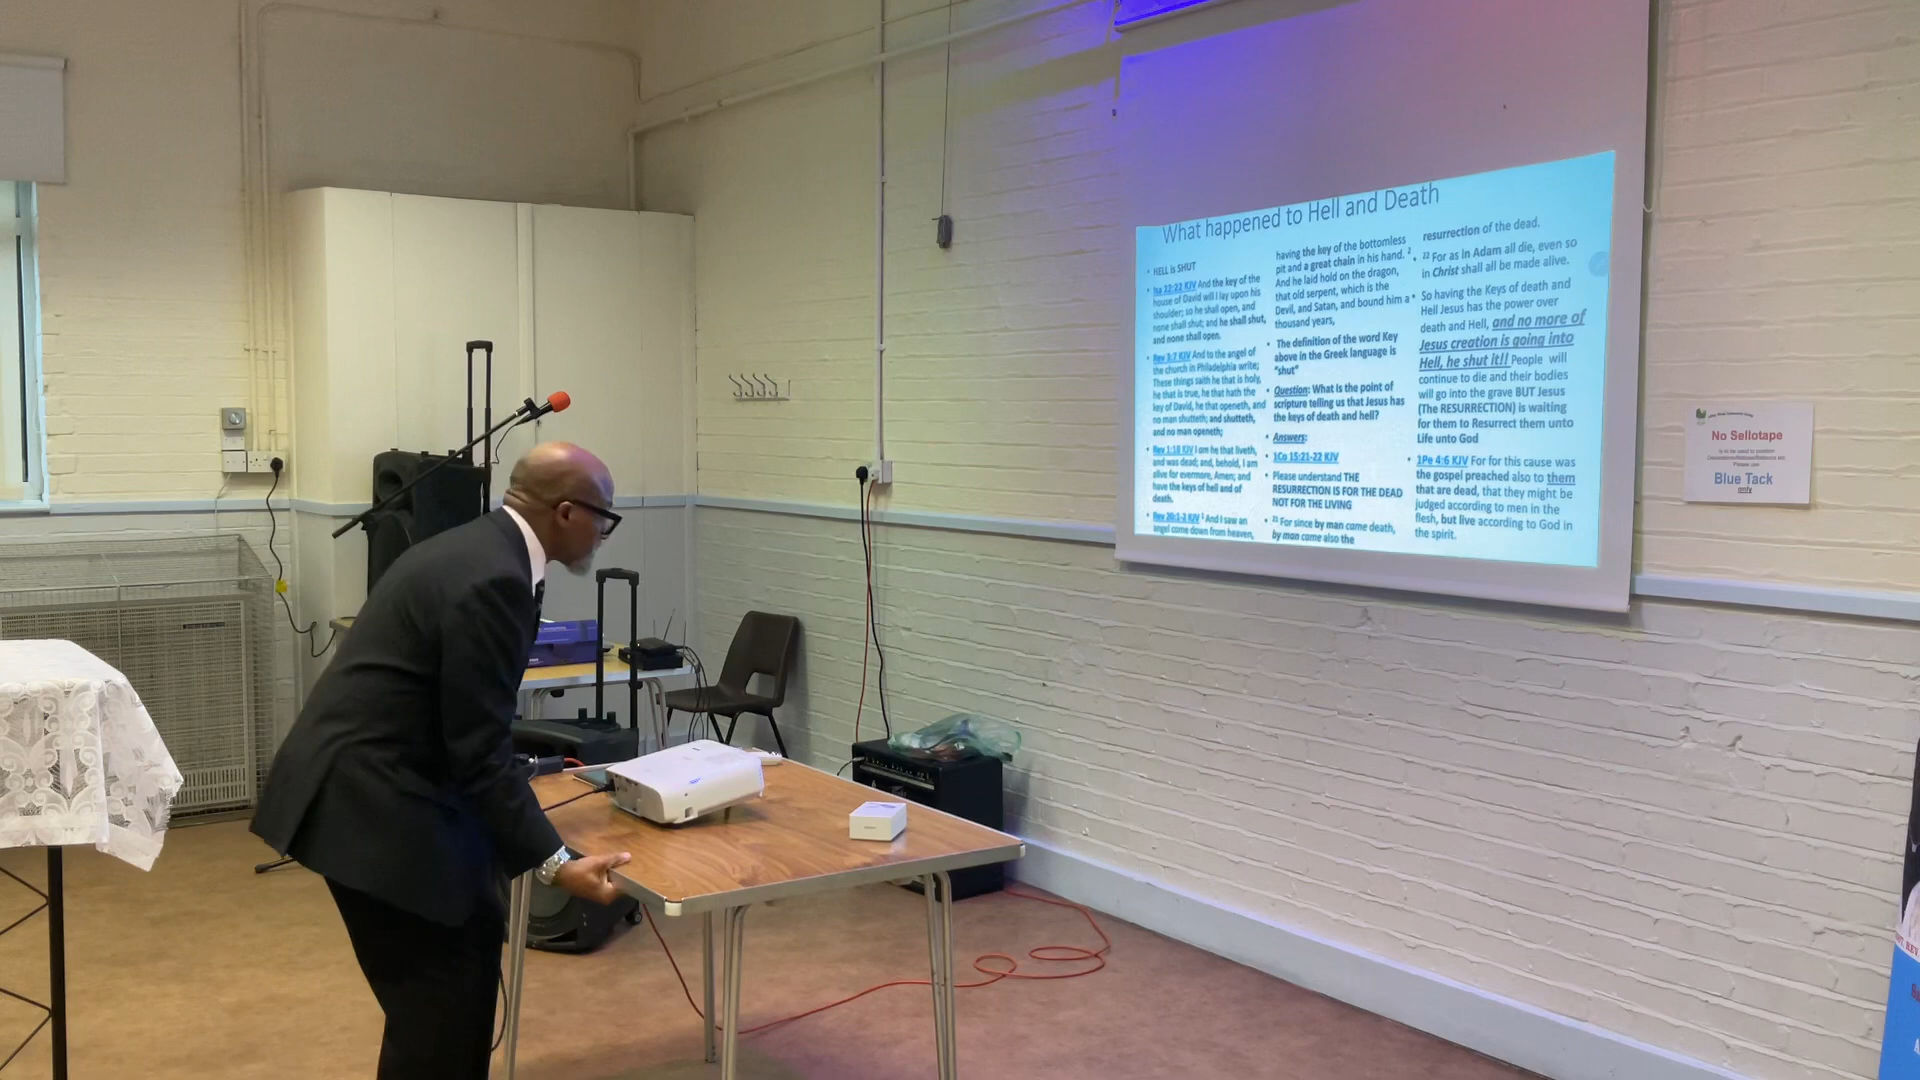 What happened to Hell and Death
• HELL is SHUT
• Isa 22:22 KJV And the key of the
house of David will I lay upon his
shoulder; so he shall open, and
none shall shut; and he shall shut,
and none shall open.
• Rev 3:7 KJV And to the angel of
the church in Philadelphia write;
These things saith he that is holy,
he that is true, he that hath the
key of David, he that openeth, and
no man shutteth; and shutteth,
and no man openeth;
• Rev 1:18 KJV I am he that liveth,
and was dead; and, behold, I am
alive for evermore, Amen; and
have the keys of hell and of
death.
• Rev 20:1-2 KJV ¹ And I saw an
angel come down from heaven,
having the key of the bottomless
pit and a great chain in his hand. ²
And he laid hold on the dragon,
that old serpent, which is the
Devil, and Satan, and bound him a
thousand years,
• The definition of the word Key
above in the Greek language is
"shut"
• Question: What is the point of
scripture telling us that Jesus has
the keys of death and hell?
• Answers:
• 1Co 15:21-22 KJV
• Please understand THE
RESURRECTION IS FOR THE DEAD
NOT FOR THE LIVING
• ²¹ For since by man came death,
by man came also the
resurrection of the dead.
• ²² For as in Adam all die, even so
in Christ shall all be made alive.
• So having the Keys of death and
Hell Jesus has the power over
death and Hell, and no more of
Jesus creation is going into
Hell, he shut it!! People will
continue to die and their bodies
will go into the grave BUT Jesus
(The RESURRECTION) is waiting
for them to Resurrect them unto
Life unto God
• 1Pe 4:6 KJV For for this cause was
the gospel preached also to them
that are dead, that they might be
judged according to men in the
flesh, but live according to God in
the spirit.
No Sellotape
Please use
Blue Tack
only
REV